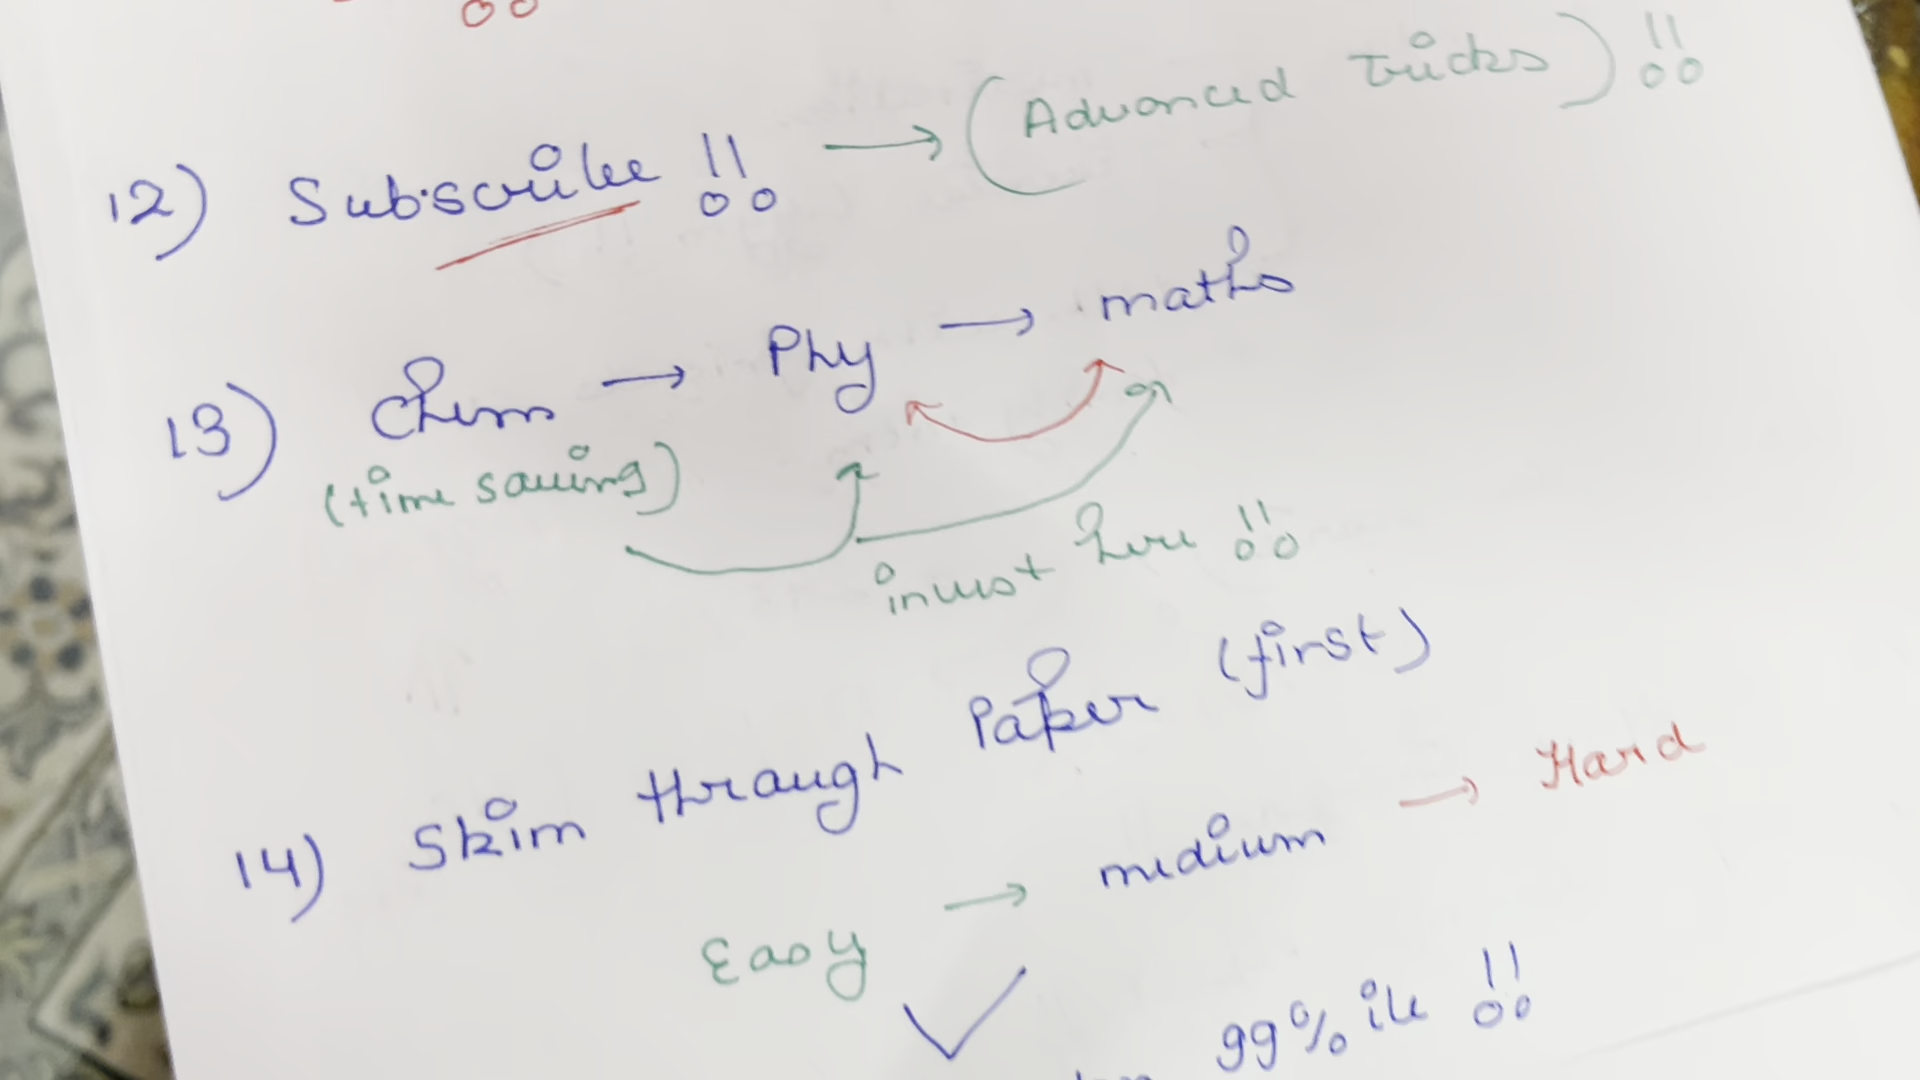 12) Subscribe !! → (Advanced Tricks) !!
13) Chem → Phy → maths
(time saving)
invest here !!
14) Skim through Paper (first)
Easy → medium → Hard
99%ile !!